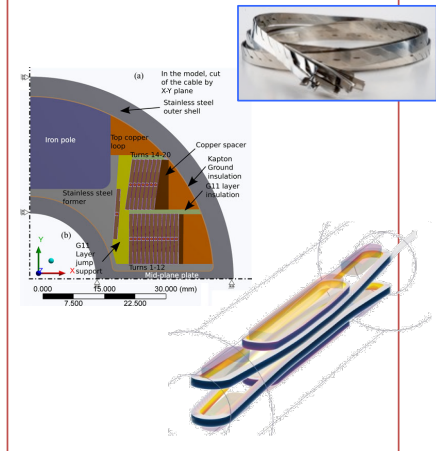 (a)
In the model, cut
of the cable by
X-Y plane
Stainless steel
outer shell
Iron pole
Top copper
loop
Copper spacer
Turns 14-20
Kapton
Ground
insulation
G11 layer
insulation
Stainless steel
former
(b)
G11
Layer
jump
support
Y
X
Turns 1-12
Mid-plane plate
0.000
15.000
30.000 (mm)
7.500
22.500